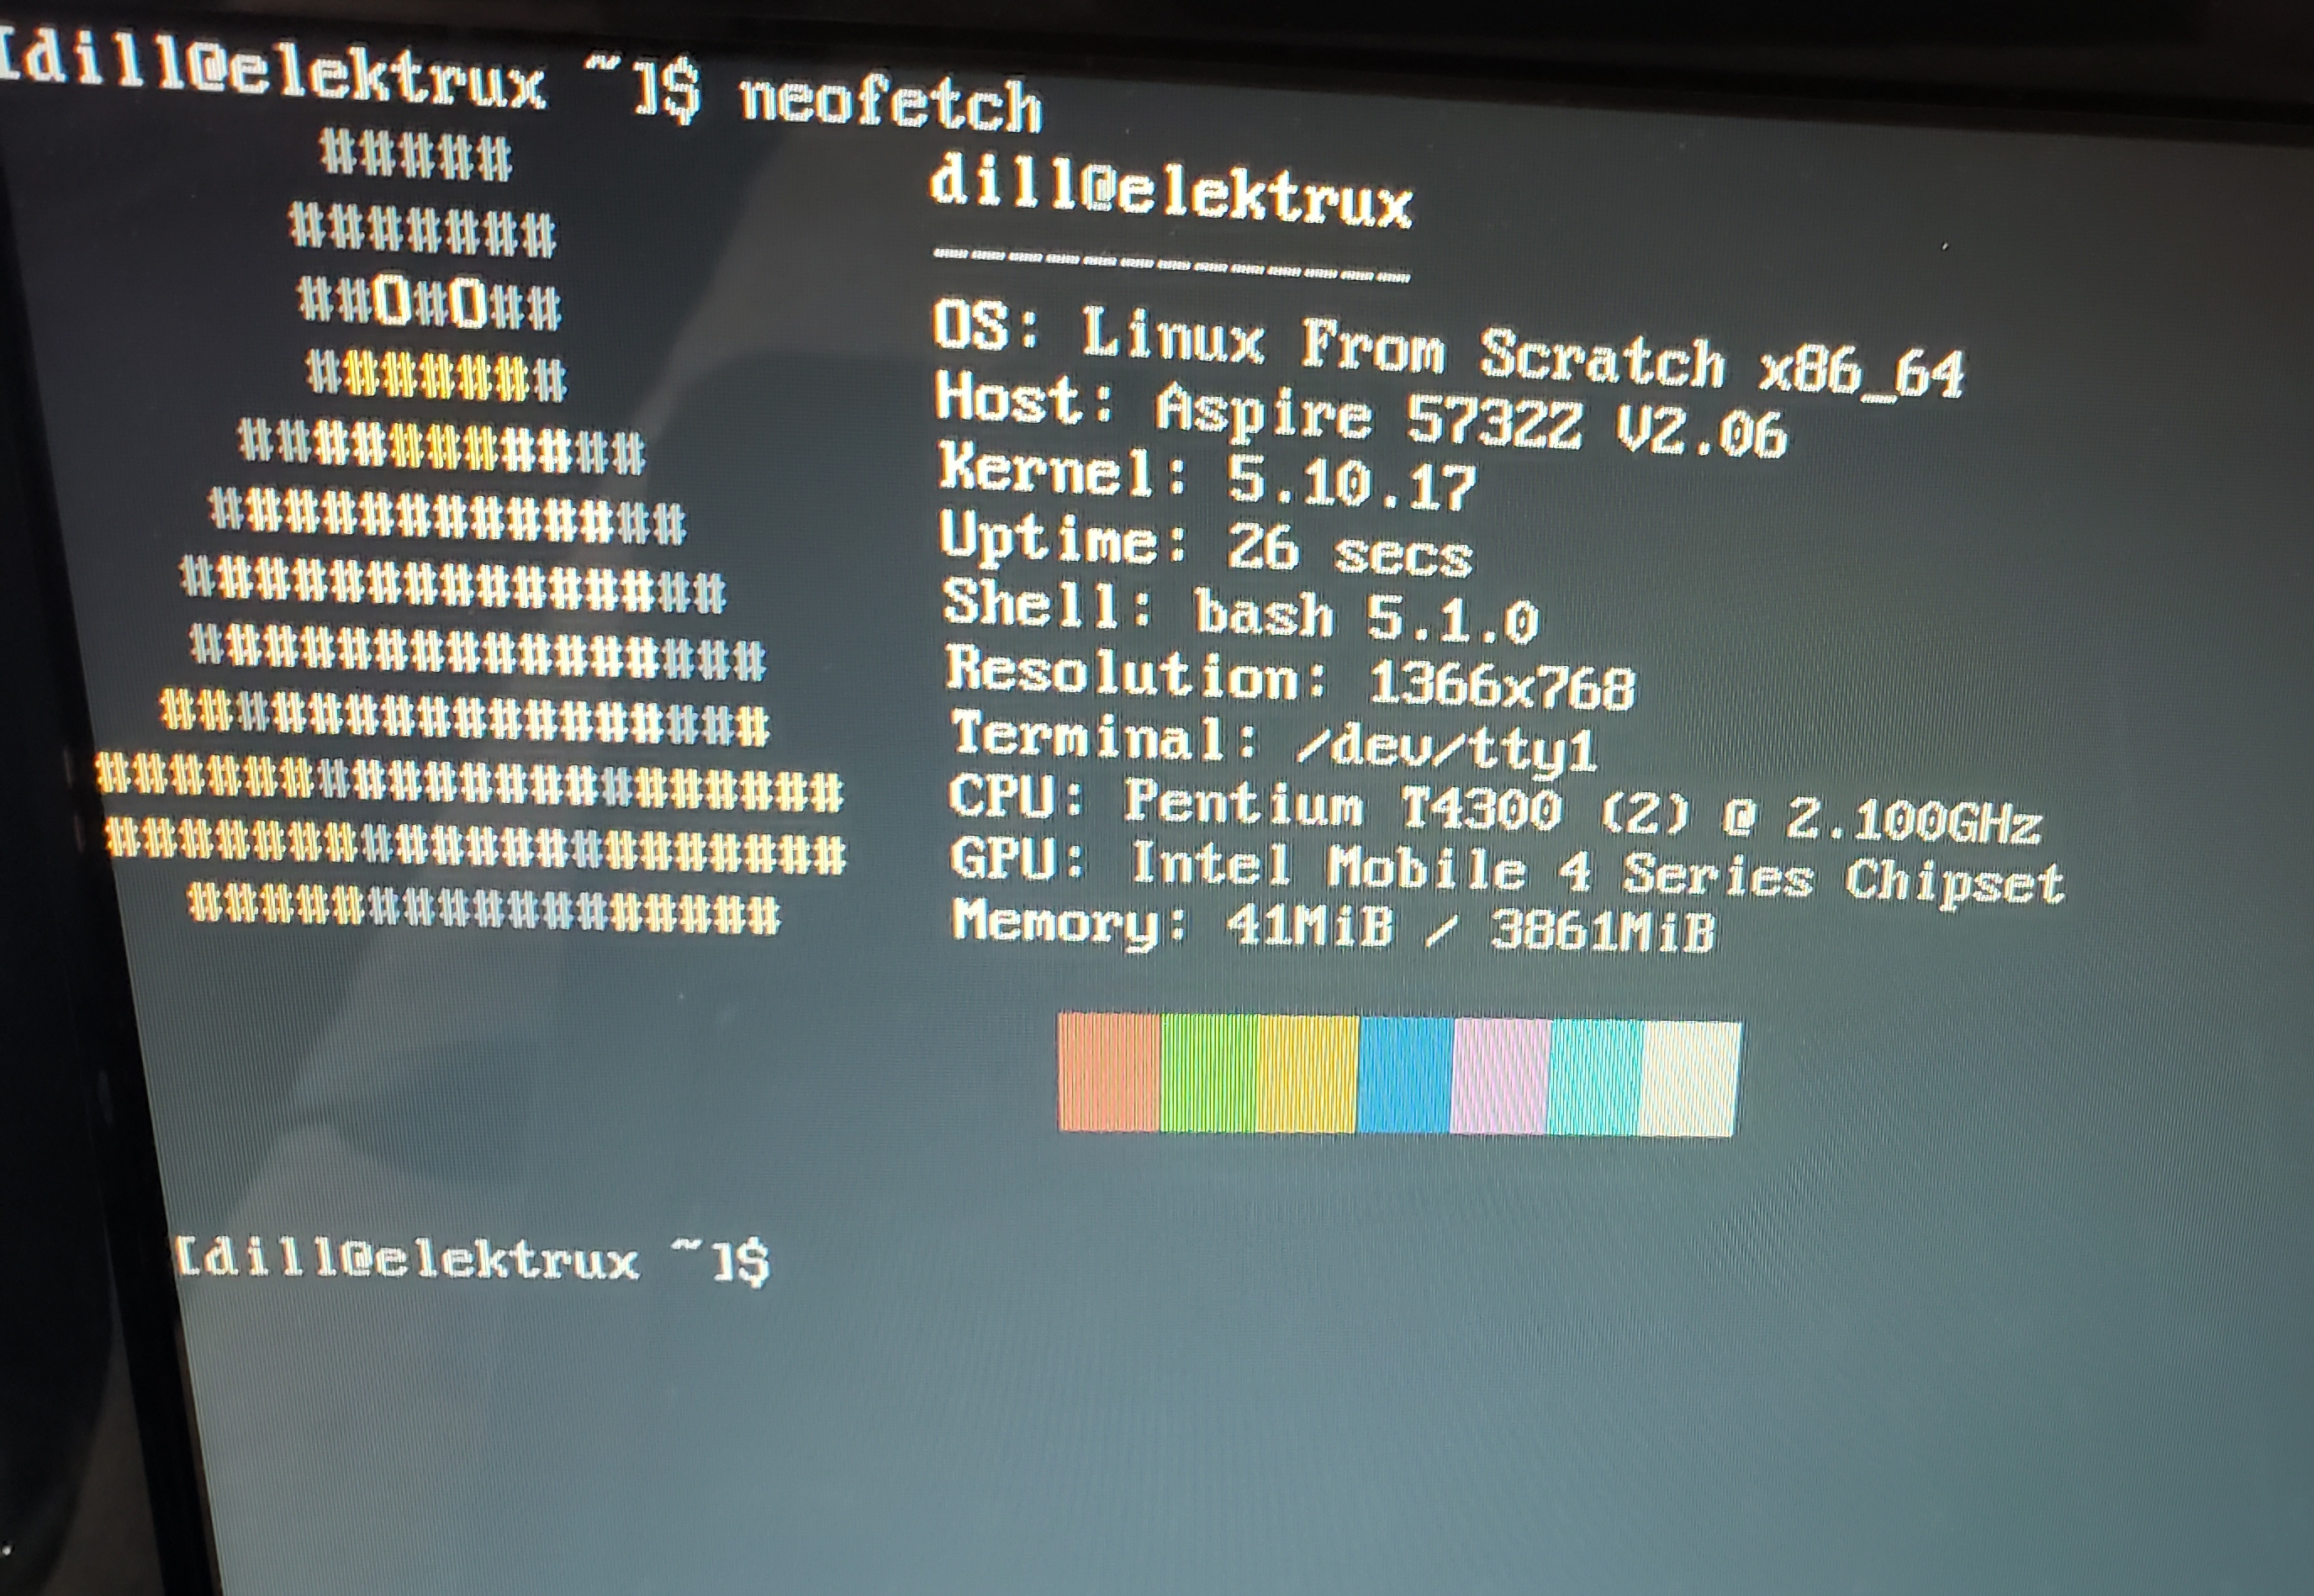 [dill@elektrux ~]$ neofetch
#####
dill@elektrux
#######
-------------
##O#O##
OS: Linux From Scratch x86_64
#######
Host: Aspire 5732Z V2.06
###########
Kernel: 5.10.17
#############
Uptime: 26 secs
###############
Shell: bash 5.1.0
################
Resolution: 1366x768
#################
Terminal: /dev/tty1
#####################
CPU: Pentium T4300 (2) @ 2.100GHz
#####################
GPU: Intel Mobile 4 Series Chipset
#################
Memory: 41MiB / 3861MiB
[dill@elektrux ~]$